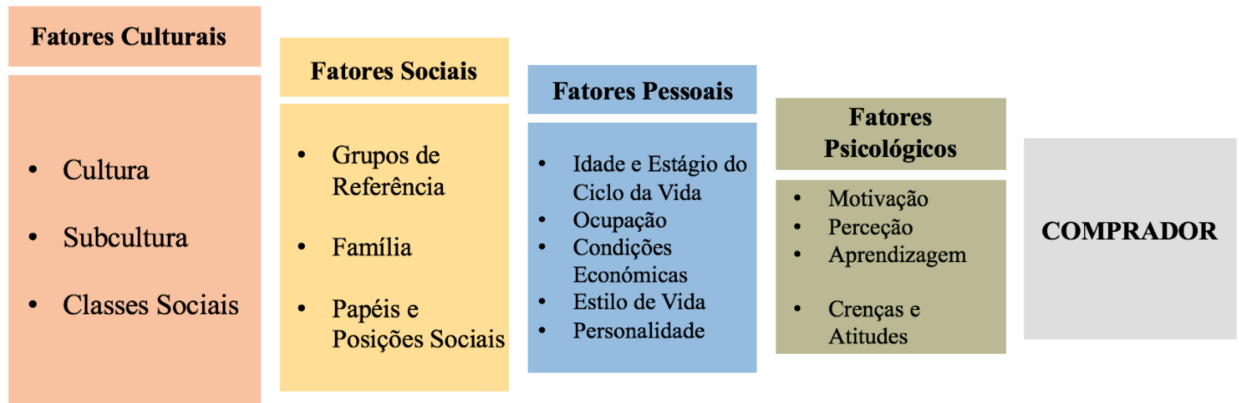 Fatores Culturais
• Cultura
• Subcultura
• Classes Sociais
Fatores Sociais
• Grupos de
Referência
• Família
• Papéis e
Posições Sociais
Fatores Pessoais
• Idade e Estágio do
Ciclo da Vida
• Ocupação
• Condições
Económicas
• Estilo de Vida
• Personalidade
Fatores
Psicológicos
• Motivação
• Perceção
• Aprendizagem
• Crenças e
Atitudes
COMPRADOR